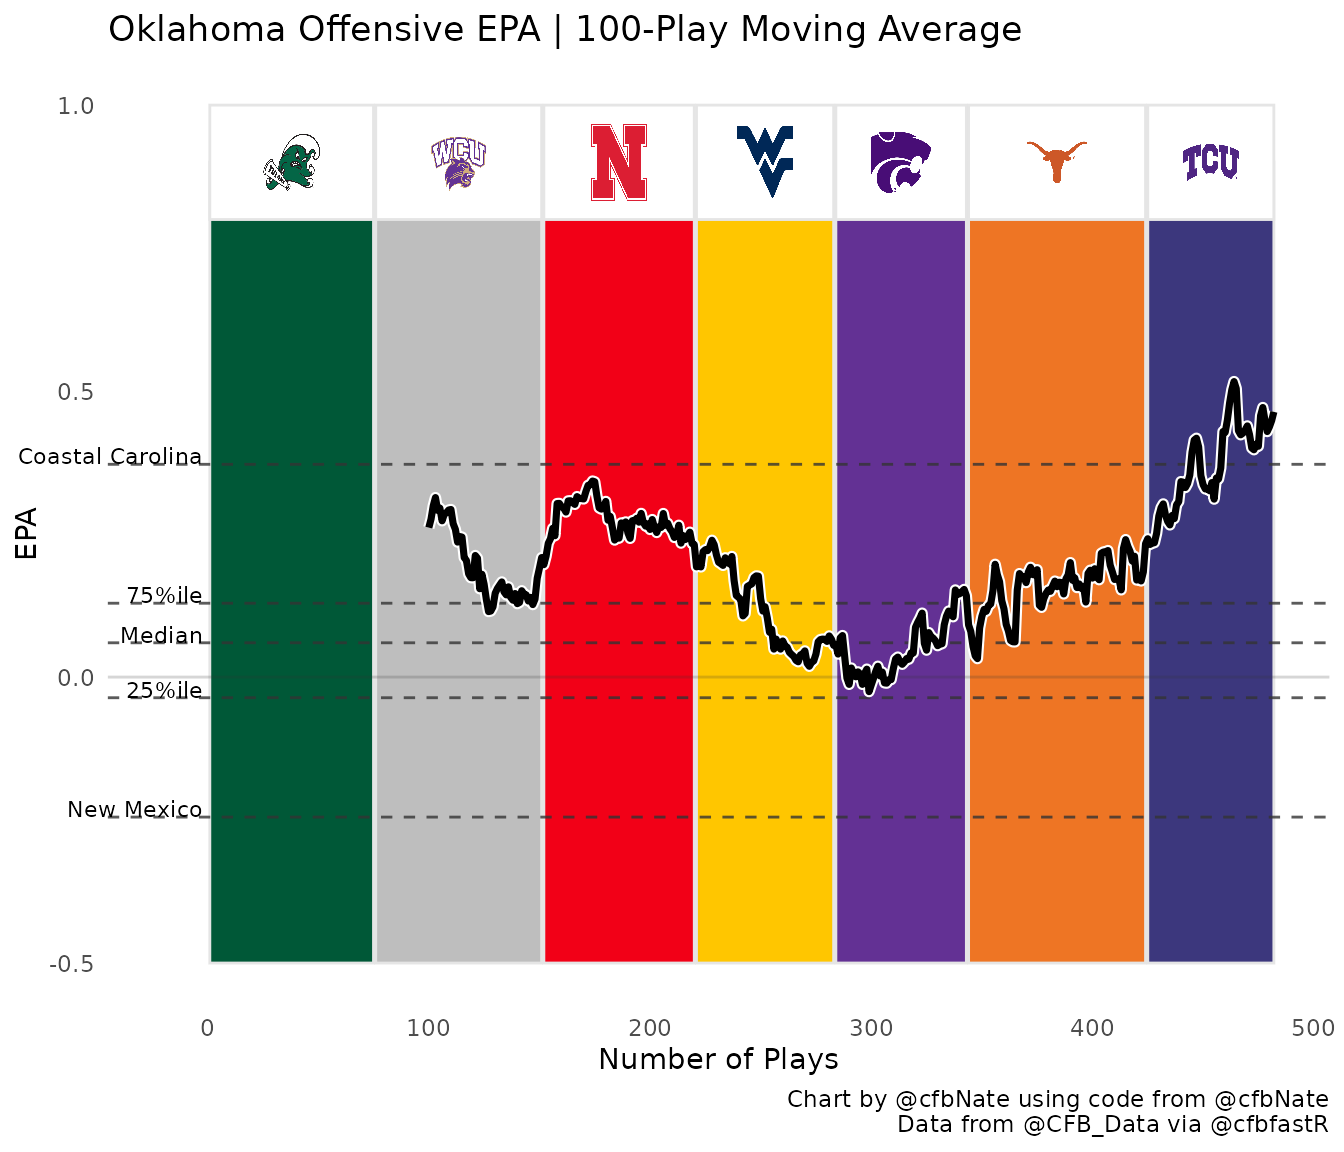 Oklahoma Offensive EPA | 100-Play Moving Average
1.0
WCU
N
WV
TCU
0.5
Coastal Carolina
EPA
75%ile
Median
0.0
25%ile
New Mexico
-0.5
0 100 200 300 400 500
Number of Plays
Chart by @cfbNate using code from @cfbNate
Data from @CFB_Data via @cfbfastR